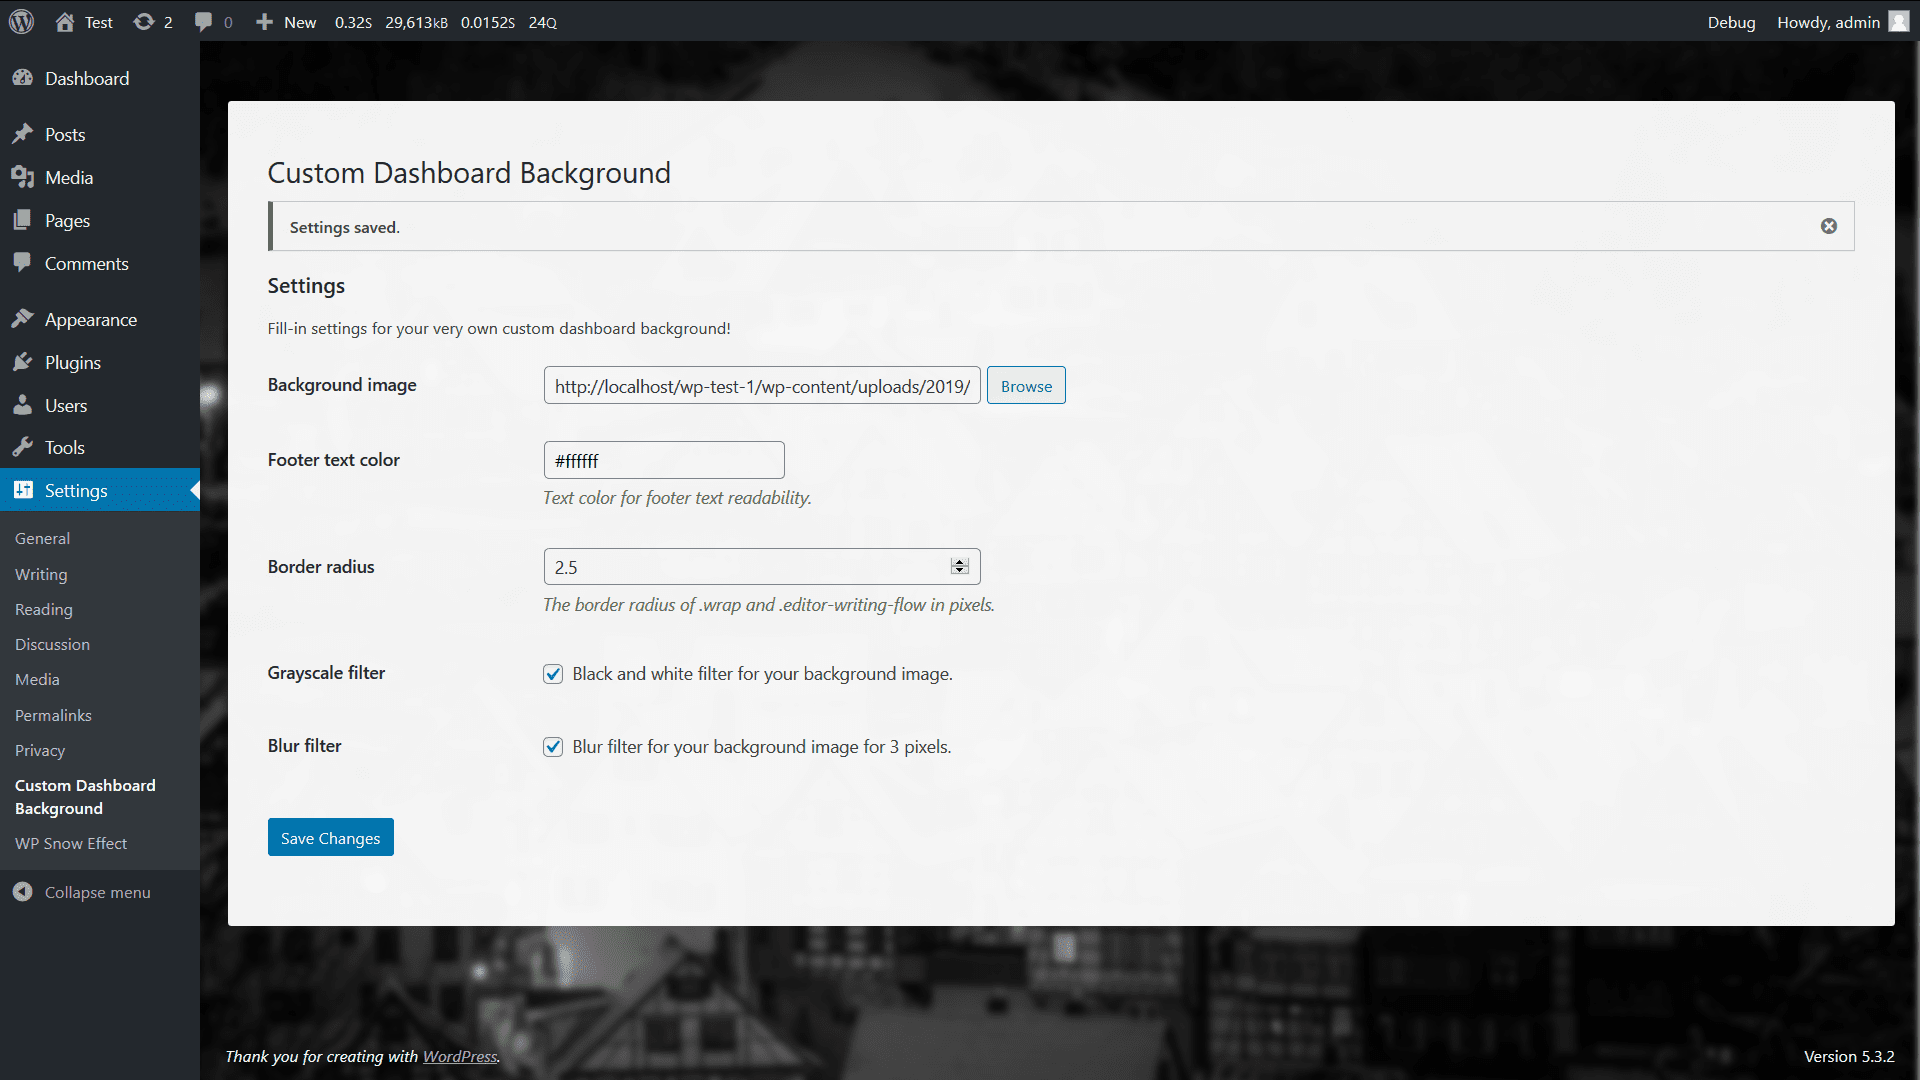 Test 2 0 New 0.32S 29,613KB 0.0152S 24Q Debug Howdy, admin
Dashboard
Posts
Media
Pages
Comments
Appearance
Plugins
Users
Tools
Settings
General
Writing
Reading
Discussion
Media
Permalinks
Privacy
Custom Dashboard
Background
WP Snow Effect
Collapse menu
Custom Dashboard Background
Settings saved.
Settings
Fill-in settings for your very own custom dashboard background!
Background image http://localhost/wp-test-1/wp-content/uploads/2019/ Browse
Footer text color #ffffff
Text color for footer text readability.
Border radius 2.5
The border radius of .wrap and .editor-writing-flow in pixels.
Grayscale filter Black and white filter for your background image.
Blur filter Blur filter for your background image for 3 pixels.
Save Changes
Thank you for creating with WordPress. Version 5.3.2